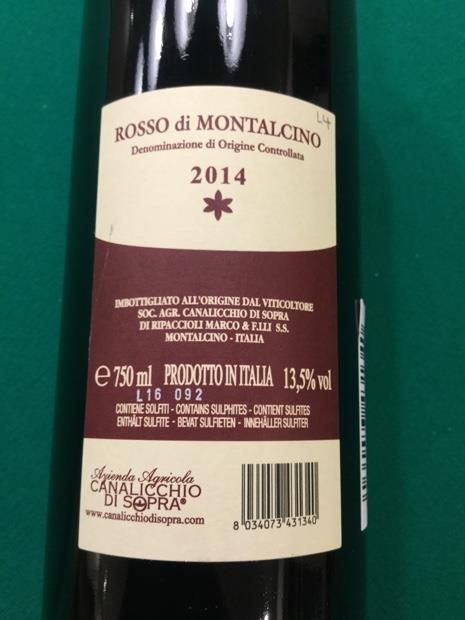 L4
ROSSO di MONTALCINO
Denominazione di Origine Controllata
2014
IMBOTTIGLIATO ALL'ORIGINE DAL VITICOLTORE
SOC. AGR. CANALICCHIO DI SOPRA
DI RIPACCIOLI MARCO & F.LLI S.S.
MONTALCINO - ITALIA
e 750 ml PRODOTTO IN ITALIA 13,5% vol
L16 092
CONTIENE SOLFITI - CONTAINS SULPHITES - CONTIENT SULFITES
ENTHÄLT SULFITE - BEVAT SULFIETEN - INNEHÅLLER SULFITER
Azienda Agricola
CANALICCHIO
DI SOPRA®
www.canalicchiodisopra.com
8 034073 431340